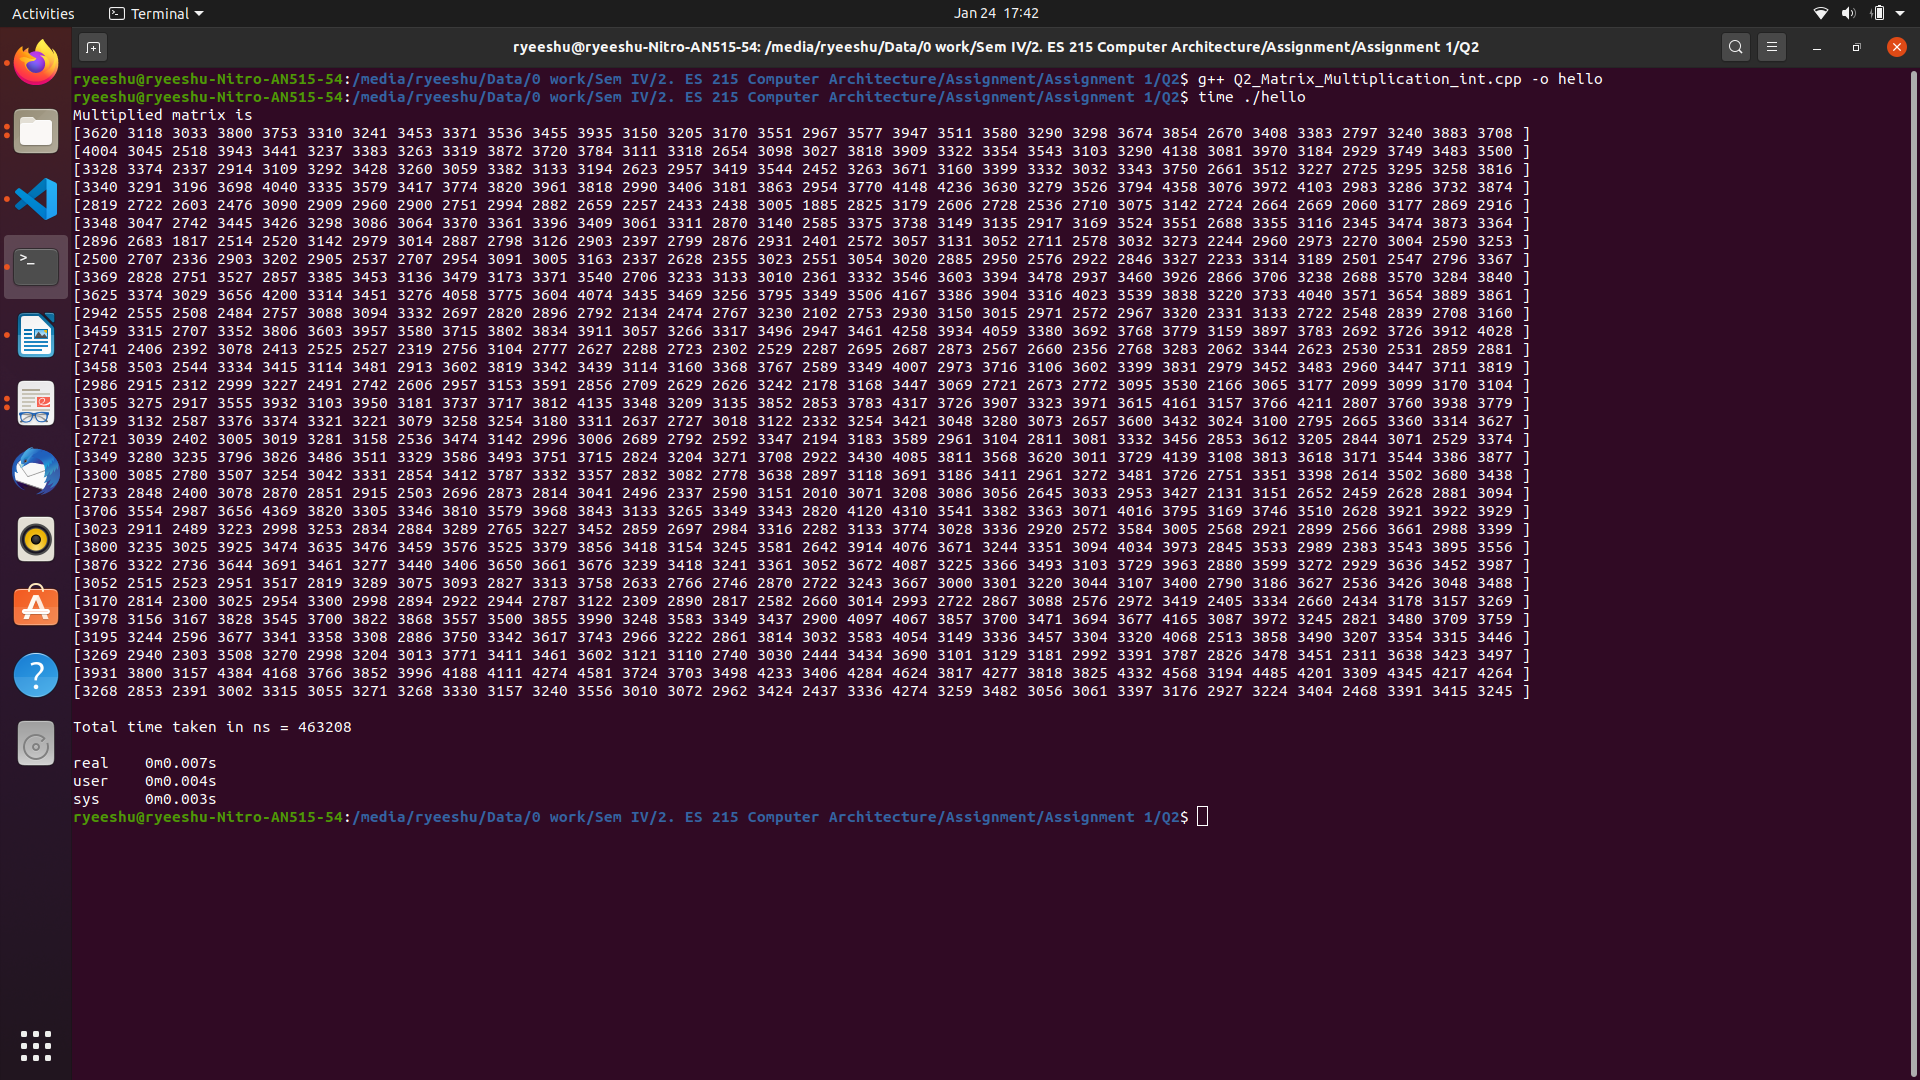 Activities
Terminal
Jan 24 17:42
ryeeshu@ryeeshu-Nitro-AN515-54: /media/ryeeshu/Data/0 work/Sem IV/2. ES 215 Computer Architecture/Assignment/Assignment 1/Q2
ryeeshu@ryeeshu-Nitro-AN515-54:/media/ryeeshu/Data/0 work/Sem IV/2. ES 215 Computer Architecture/Assignment/Assignment 1/Q2$ g++ Q2_Matrix_Multiplication_int.cpp -o hello
ryeeshu@ryeeshu-Nitro-AN515-54:/media/ryeeshu/Data/0 work/Sem IV/2. ES 215 Computer Architecture/Assignment/Assignment 1/Q2$ time ./hello
Multiplied matrix is
[3620 3118 3033 3800 3753 3310 3241 3453 3371 3536 3455 3935 3150 3205 3170 3551 2967 3577 3947 3511 3580 3290 3298 3674 3854 2670 3408 3383 2797 3240 3883 3708 ]
[4004 3045 2518 3943 3441 3237 3383 3263 3319 3872 3720 3784 3111 3318 2654 3098 3027 3818 3909 3322 3354 3543 3103 3290 4138 3081 3970 3184 2929 3749 3483 3500 ]
[3328 3374 2337 2914 3109 3292 3428 3260 3059 3382 3133 3194 2623 2957 3419 3544 2452 3263 3671 3160 3399 3332 3032 3343 3750 2661 3512 3227 2725 3295 3258 3816 ]
[3340 3291 3196 3698 4040 3335 3579 3417 3774 3820 3961 3818 2990 3406 3181 3863 2954 3770 4148 4236 3630 3279 3526 3794 4358 3076 3972 4103 2983 3286 3732 3874 ]
[2819 2722 2603 2476 3090 2909 2960 2900 2751 2994 2882 2659 2257 2433 2438 3005 1885 2825 3179 2606 2728 2536 2710 3075 3142 2724 2664 2669 2060 3177 2869 2916 ]
[3348 3047 2742 3445 3426 3298 3086 3064 3370 3361 3396 3409 3061 3311 2870 3140 2585 3375 3738 3149 3135 2917 3169 3524 3551 2688 3355 3116 2345 3474 3873 3364 ]
[2896 2683 1817 2514 2520 3142 2979 3014 2887 2798 3126 2903 2397 2799 2876 2931 2401 2572 3057 3131 3052 2711 2578 3032 3273 2244 2960 2973 2270 3004 2590 3253 ]
[2500 2707 2336 2903 3202 2905 2537 2707 2954 3091 3005 3163 2337 2628 2355 3023 2551 3054 3020 2885 2950 2576 2922 2846 3327 2233 3314 3189 2501 2547 2796 3367 ]
[3369 2828 2751 3527 2857 3385 3453 3136 3479 3173 3371 3540 2706 3233 3133 3010 2361 3332 3546 3603 3394 3478 2937 3460 3926 2866 3706 3238 2688 3570 3284 3840 ]
[3625 3374 3029 3656 4200 3314 3451 3276 4058 3775 3604 4074 3435 3469 3256 3795 3349 3506 4167 3386 3904 3316 4023 3539 3838 3220 3733 4040 3571 3654 3889 3861 ]
[2942 2555 2508 2484 2757 3088 3094 3332 2697 2820 2896 2792 2134 2474 2767 3230 2102 2753 2930 3150 3015 2971 2572 2967 3320 2331 3133 2722 2548 2839 2708 3160 ]
[3459 3315 2707 3352 3806 3603 3957 3580 3715 3802 3834 3911 3057 3266 3317 3496 2947 3461 4258 3934 4059 3380 3692 3768 3779 3159 3897 3783 2692 3726 3912 4028 ]
[2741 2406 2392 3078 2413 2525 2527 2319 2756 3104 2777 2627 2288 2723 2302 2529 2287 2695 2687 2873 2567 2660 2356 2768 3283 2062 3344 2623 2530 2531 2859 2881 ]
[3458 3503 2544 3334 3415 3114 3481 2913 3602 3819 3342 3439 3114 3160 3368 3767 2589 3349 4007 2973 3716 3106 3602 3399 3831 2979 3452 3483 2960 3447 3711 3819 ]
[2986 2915 2312 2999 3227 2491 2742 2606 2957 3153 3591 2856 2709 2629 2626 3242 2178 3168 3447 3069 2721 2673 2772 3095 3530 2166 3065 3177 2099 3099 3170 3104 ]
[3305 3275 2917 3555 3932 3103 3950 3181 3737 3717 3812 4135 3348 3209 3135 3852 2853 3783 4317 3726 3907 3323 3971 3615 4161 3157 3766 4211 2807 3760 3938 3779 ]
[3139 3132 2587 3376 3374 3321 3221 3079 3258 3254 3180 3311 2637 2727 3018 3122 2332 3254 3421 3048 3280 3073 2657 3600 3432 3024 3100 2795 2665 3360 3314 3627 ]
[2721 3039 2402 3005 3019 3281 3158 2536 3474 3142 2996 3006 2689 2792 2592 3347 2194 3183 3589 2961 3104 2811 3081 3332 3456 2853 3612 3205 2844 3071 2529 3374 ]
[3349 3280 3235 3796 3826 3486 3511 3329 3586 3493 3751 3715 2824 3204 3271 3708 2922 3430 4085 3811 3568 3620 3011 3729 4139 3108 3813 3618 3171 3544 3386 3877 ]
[3300 3085 2780 3507 3254 3042 3331 2854 3412 3787 3332 3357 2832 3082 2778 3638 2897 3118 3691 3186 3411 2961 3272 3481 3726 2751 3351 3398 2614 3502 3680 3438 ]
[2733 2848 2400 3078 2870 2851 2915 2503 2696 2873 2814 3041 2496 2337 2590 3151 2010 3071 3208 3086 3056 2645 3033 2953 3427 2131 3151 2652 2459 2628 2881 3094 ]
[3706 3554 2987 3656 4369 3820 3305 3346 3810 3579 3968 3843 3133 3265 3349 3343 2820 4120 4310 3541 3382 3363 3071 4016 3795 3169 3746 3510 2628 3921 3922 3929 ]
[3023 2911 2489 3223 2998 3253 2834 2884 3289 2765 3227 3452 2859 2697 2984 3316 2282 3133 3774 3028 3336 2920 2572 3584 3005 2568 2921 2899 2566 3661 2988 3399 ]
[3800 3235 3025 3925 3474 3635 3476 3459 3576 3525 3379 3856 3418 3154 3245 3581 2642 3914 4076 3671 3244 3351 3094 4034 3973 2845 3533 2989 2383 3543 3895 3556 ]
[3876 3322 2736 3644 3691 3461 3277 3440 3406 3650 3661 3676 3239 3418 3241 3361 3052 3672 4087 3225 3366 3493 3103 3729 3963 2880 3599 3272 2929 3636 3452 3987 ]
[3052 2515 2523 2951 3517 2819 3289 3075 3093 2827 3313 3758 2633 2766 2746 2870 2722 3243 3667 3000 3301 3220 3044 3107 3400 2790 3186 3627 2536 3426 3048 3488 ]
[3170 2814 2300 3025 2954 3300 2998 2894 2922 2944 2787 3122 2309 2890 2817 2582 2660 3014 2993 2722 2867 3088 2576 2972 3419 2405 3334 2660 2434 3178 3157 3269 ]
[3978 3156 3167 3828 3545 3700 3822 3868 3557 3500 3855 3990 3248 3583 3349 3437 2900 4097 4067 3857 3700 3471 3694 3677 4165 3087 3972 3245 2821 3480 3709 3759 ]
[3195 3244 2596 3677 3341 3358 3308 2886 3750 3342 3617 3743 2966 3222 2861 3814 3032 3583 4054 3149 3336 3457 3304 3320 4068 2513 3858 3490 3207 3354 3315 3446 ]
[3269 2940 2303 3508 3270 2998 3204 3013 3771 3411 3461 3602 3121 3110 2740 3030 2444 3434 3690 3101 3129 3181 2992 3391 3787 2826 3478 3451 2311 3638 3423 3497 ]
[3931 3800 3157 4384 4168 3766 3852 3996 4188 4111 4274 4581 3724 3703 3498 4233 3406 4284 4624 3817 4277 3818 3825 4332 4568 3194 4485 4201 3309 4345 4217 4264 ]
[3268 2853 2391 3002 3315 3055 3271 3268 3330 3157 3240 3556 3010 3072 2962 3424 2437 3336 4274 3259 3482 3056 3061 3397 3176 2927 3224 3404 2468 3391 3415 3245 ]
Total time taken in ns = 463208
real 0m0.007s
user 0m0.004s
sys 0m0.003s
ryeeshu@ryeeshu-Nitro-AN515-54:/media/ryeeshu/Data/0 work/Sem IV/2. ES 215 Computer Architecture/Assignment/Assignment 1/Q2$